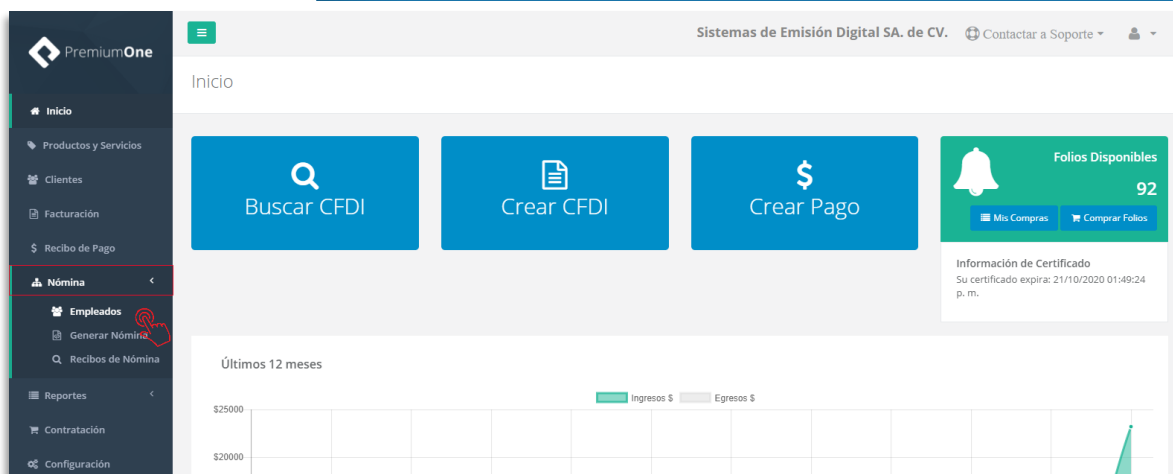 PremiumOne
Sistemas de Emisión Digital SA. de CV.
Contactar a Soporte
Inicio
Inicio
Productos y Servicios
Clientes
Facturación
$ Recibo de Pago
Nómina
Empleados
Generar Nómina
Recibos de Nómina
Reportes
Contratación
Configuración
Buscar CFDI
Crear CFDI
$
Crear Pago
Folios Disponibles
92
Mis Compras
Comprar Folios
Información de Certificado
Su certificado expira: 21/10/2020 01:49:24
p. m.
Últimos 12 meses
Ingresos $ Egresos $
$25000
$20000